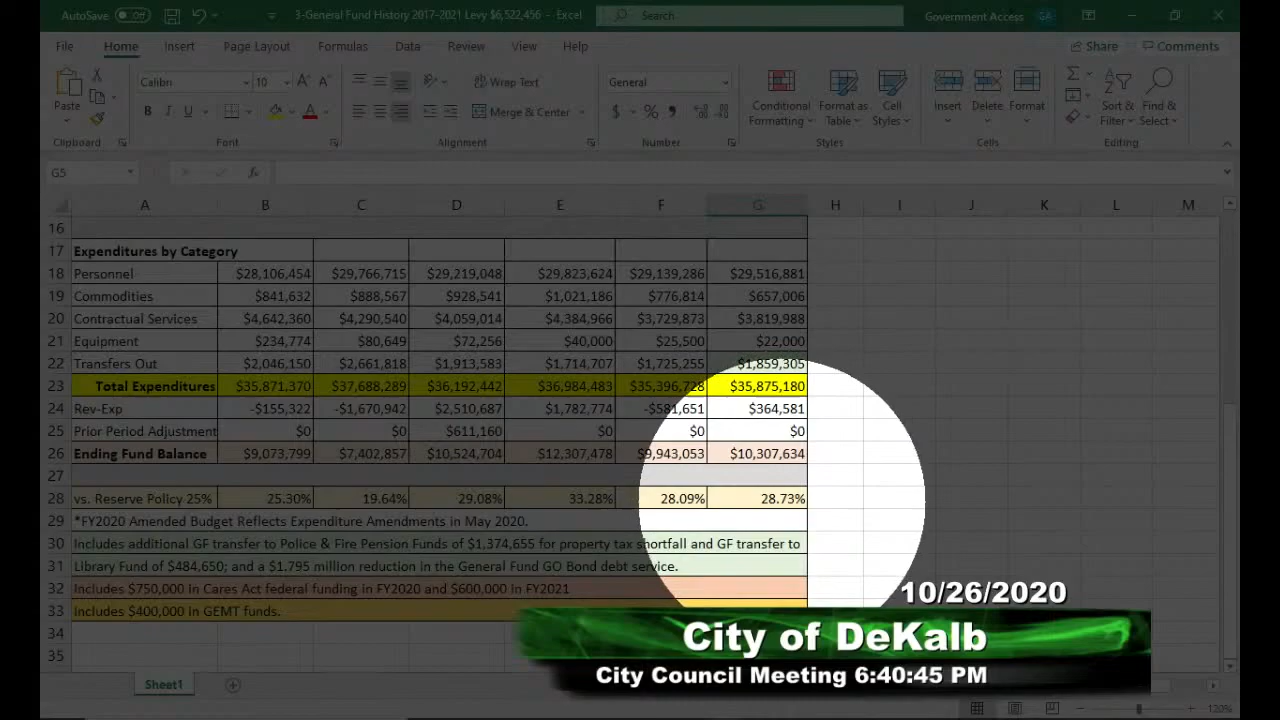 AutoSave Off 3-General Fund History 2017-2021 Levy $6,522,456 - Excel Search Government Access GA
File Home Insert Page Layout Formulas Data Review View Help Share Comments
Paste Calibri 10 A A Wrap Text General Conditional Formatting Format as Table Cell Styles Insert Delete Format Sort & Filter Find & Select
B I U A Merge & Center $ % 9
Clipboard Font Alignment Number Styles Cells Editing
G5 fx
A B C D E F G H I J K L M
16
17 Expenditures by Category
18 Personnel $28,106,454 $29,766,715 $29,219,048 $29,823,624 $29,139,286 $29,516,881
19 Commodities $841,632 $888,567 $928,541 $1,021,186 $776,814 $657,006
20 Contractual Services $4,642,360 $4,290,540 $4,059,014 $4,384,966 $3,729,873 $3,819,988
21 Equipment $234,774 $80,649 $72,256 $40,000 $25,500 $22,000
22 Transfers Out $2,046,150 $2,661,818 $1,913,583 $1,714,707 $1,725,255 $1,859,305
23 Total Expenditures $35,871,370 $37,688,289 $36,192,442 $36,984,483 $35,396,728 $35,875,180
24 Rev-Exp -$155,322 -$1,670,942 $2,510,687 $1,782,774 -$581,651 $364,581
25 Prior Period Adjustment $0 $0 $611,160 $0 $0 $0
26 Ending Fund Balance $9,073,799 $7,402,857 $10,524,704 $12,307,478 $9,943,053 $10,307,634
27
28 vs. Reserve Policy 25% 25.30% 19.64% 29.08% 33.28% 28.09% 28.73%
29 *FY2020 Amended Budget Reflects Expenditure Amendments in May 2020.
30 Includes additional GF transfer to Police & Fire Pension Funds of $1,374,655 for property tax shortfall and GF transfer to
31 Library Fund of $484,650; and a $1.795 million reduction in the General Fund GO Bond debt service.
32 Includes $750,000 in Cares Act federal funding in FY2020 and $600,000 in FY2021
33 Includes $400,000 in GEMT funds.
34
35
10/26/2020
City of DeKalb
City Council Meeting 6:40:45 PM
Sheet1
120%